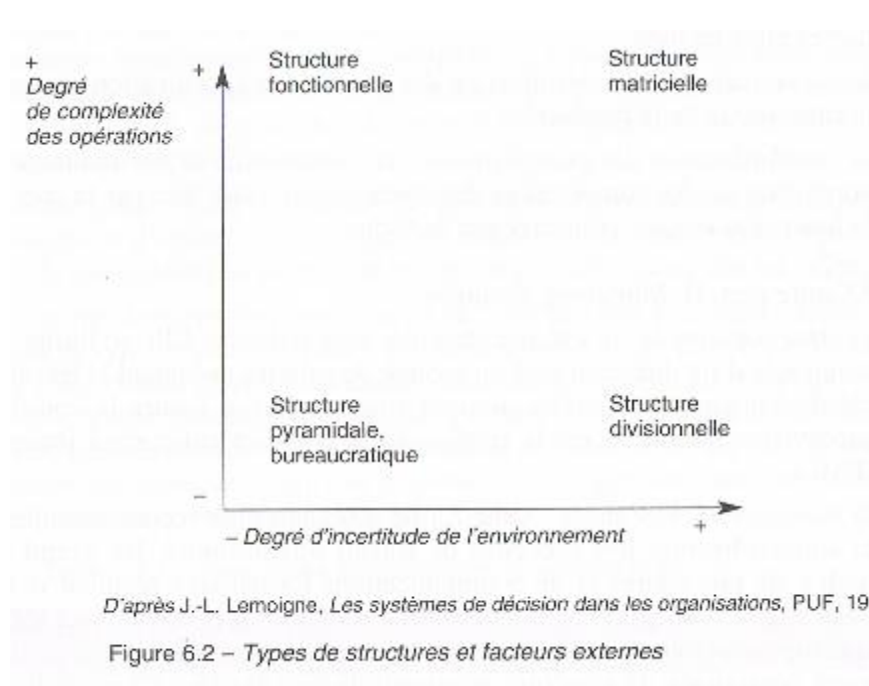 +
Degré
de complexité
des opérations
+
Structure
fonctionnelle
Structure
matricielle
Structure
pyramidale,
bureaucratique
Structure
divisionnelle
–
– Degré d'incertitude de l'environnement
+
D'après J.-L. Lemoigne, Les systèmes de décision dans les organisations, PUF, 19
Figure 6.2 – Types de structures et facteurs externes